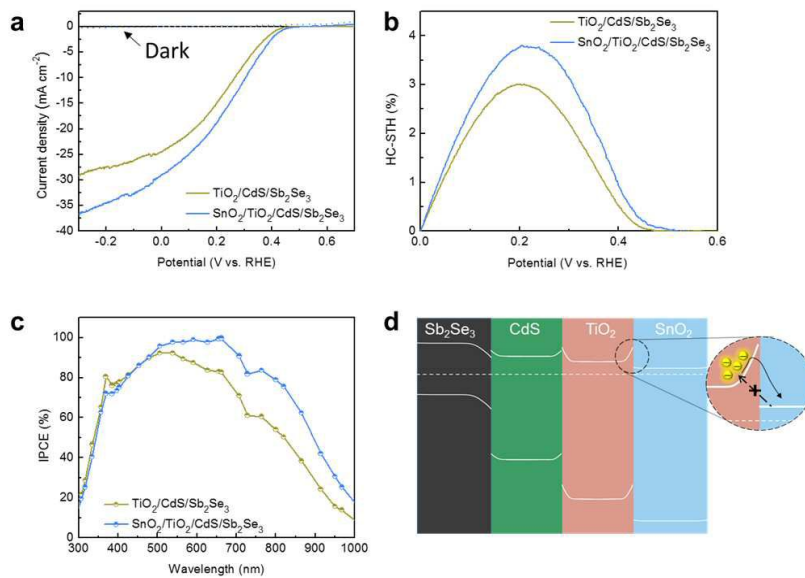 a
0
-5
-10
-15
-20
-25
-30
-35
-40
Current density (mA cm⁻²)
Dark
TiO₂/CdS/Sb₂Se₃
SnO₂/TiO₂/CdS/Sb₂Se₃
-0.2 0.0 0.2 0.4 0.6
Potential (V vs. RHE)
b
4
3
2
1
0
HC-STH (%)
TiO₂/CdS/Sb₂Se₃
SnO₂/TiO₂/CdS/Sb₂Se₃
0.0 0.2 0.4 0.6
Potential (V vs. RHE)
c
100
80
60
40
20
0
IPCE (%)
TiO₂/CdS/Sb₂Se₃
SnO₂/TiO₂/CdS/Sb₂Se₃
300 400 500 600 700 800 900 1000
Wavelength (nm)
d
Sb₂Se₃ CdS TiO₂ SnO₂